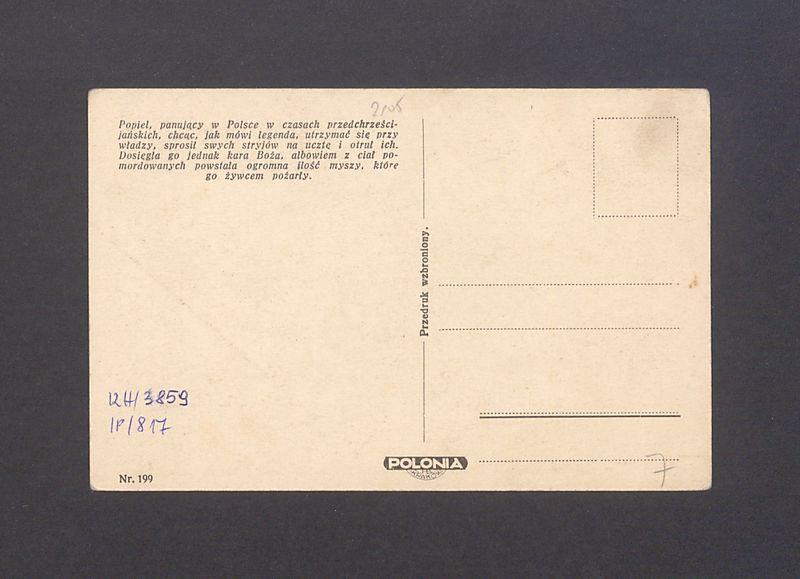 Popiel, panujący w Polsce w czasach przedchrześci-
jańskich, chcąc, jak mówi legenda, utrzymać się przy
władzy, sprosił swych stryjów na ucztę i otruł ich.
Dosięgła go jednak kara Boża, albowiem z ciał po-
mordowanych powstała ogromna ilość myszy, które
go żywcem pożarły.
Przedruk wzbroniony.
KH/3859
IP/817
Nr. 199
POLONIA
7